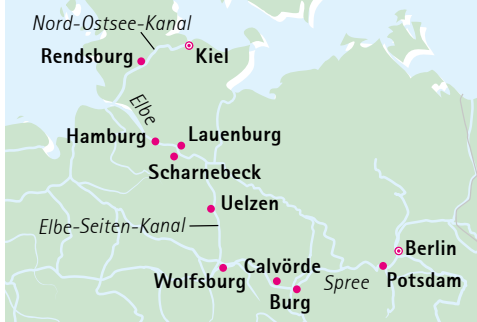 Nord-Ostsee-Kanal
Rendsburg
Kiel
Elbe
Hamburg
Lauenburg
Scharnebeck
Uelzen
Elbe-Seiten-Kanal
Berlin
Wolfsburg
Calvörde
Potsdam
Spree
Burg